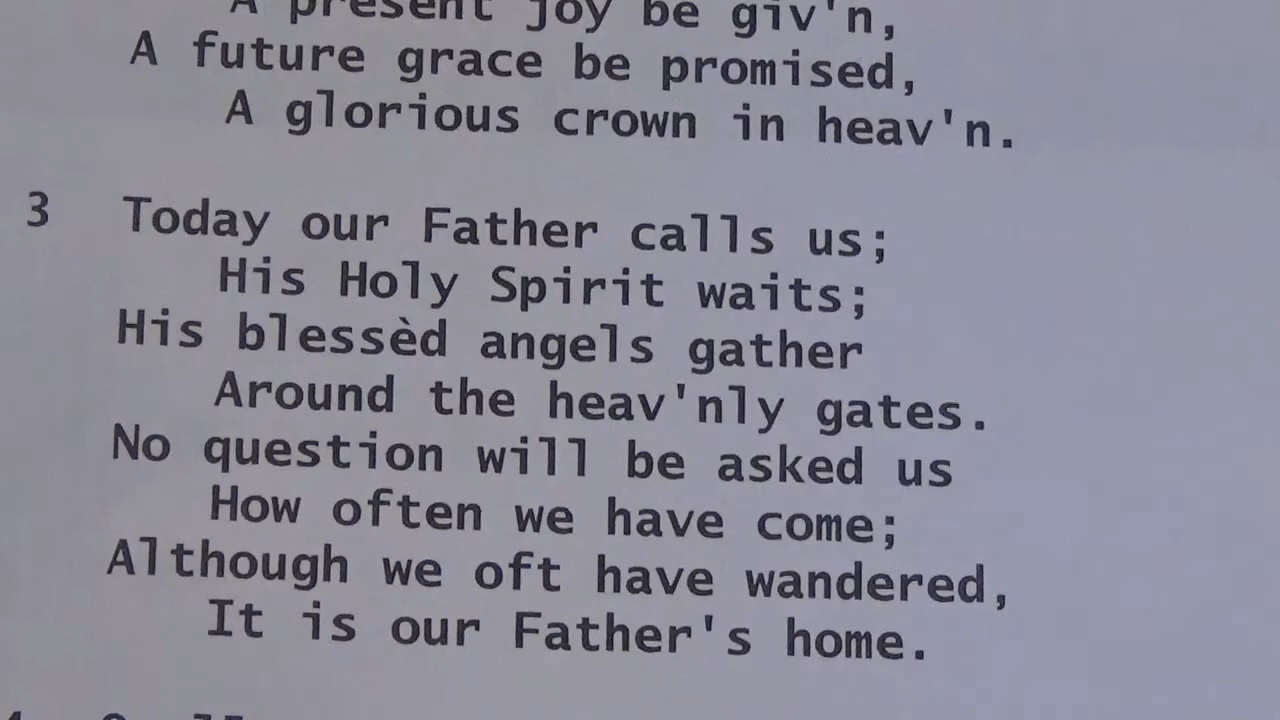 A present joy be giv'n,
A future grace be promised,
A glorious crown in heav'n.
3 Today our Father calls us;
His Holy Spirit waits;
His blessèd angels gather
Around the heav'nly gates.
No question will be asked us
How often we have come;
Although we oft have wandered,
It is our Father's home.